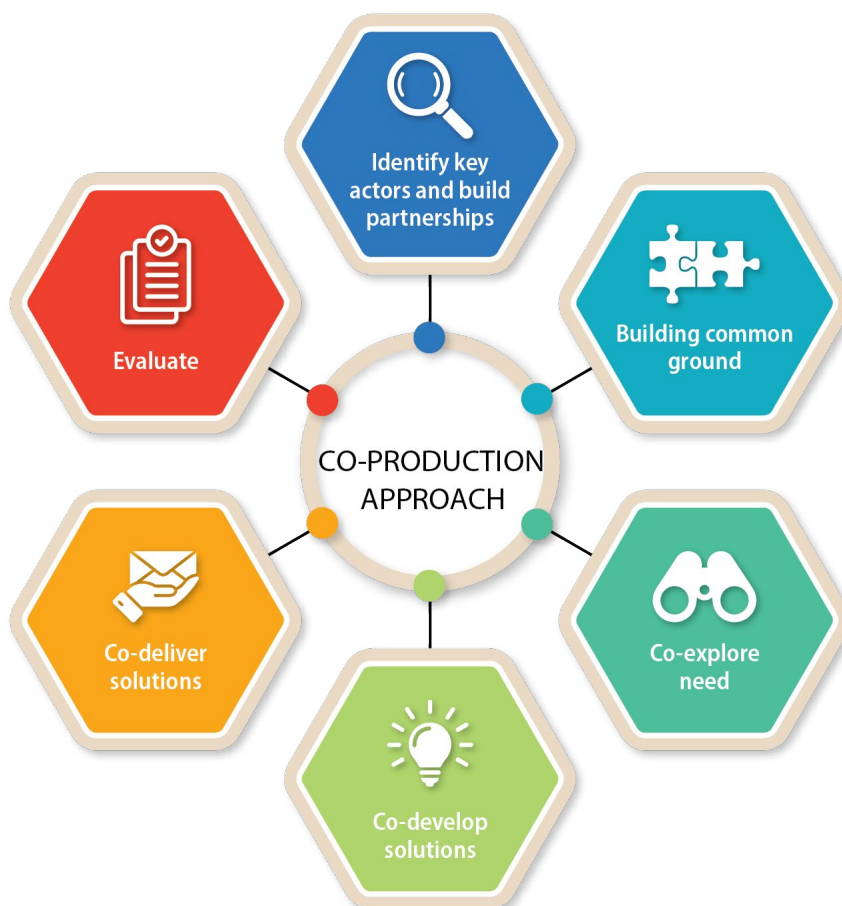 Identify key
actors and build
partnerships
Building common
ground
Co-explore
need
Co-develop
solutions
Co-deliver
solutions
Evaluate
CO-PRODUCTION
APPROACH